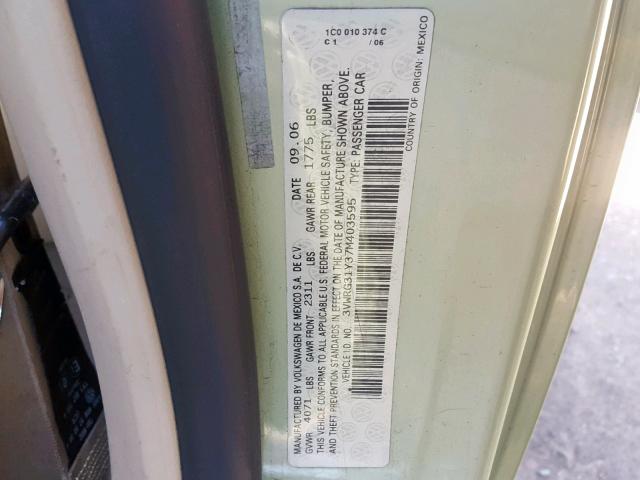 1C0 010 374 C
C 1 / 06
MANUFACTURED BY VOLKSWAGEN DE MEXICO S.A. DE C.V. DATE 09.06
GVWR 4071 LBS GAWR FRONT 2311 LBS GAWR REAR 1775 LBS
THIS VEHICLE CONFORMS TO ALL APPLICABLE U.S. FEDERAL MOTOR VEHICLE SAFETY, BUMPER,
AND THEFT PREVENTION STANDARDS IN EFFECT ON THE DATE OF MANUFACTURE SHOWN ABOVE.
VEHICLE I.D. NO.: 3VWRG31Y37M403595 TYPE: PASSENGER CAR
COUNTRY OF ORIGIN: MEXICO